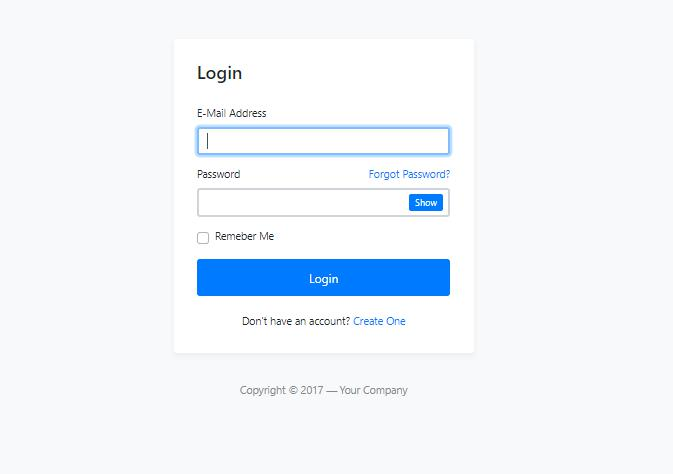 Login
E-Mail Address
Password Forgot Password?
Show
Remeber Me
Login
Don't have an account? Create One
Copyright © 2017 — Your Company